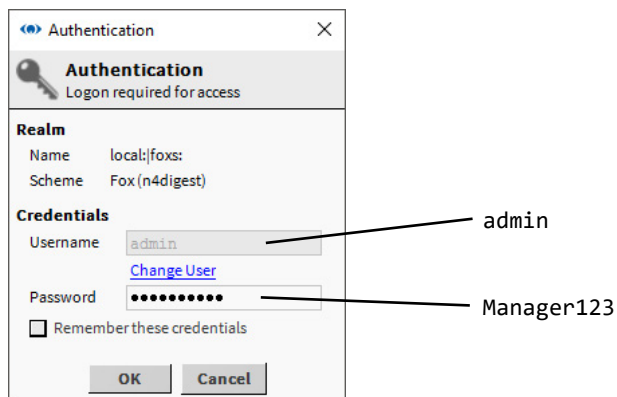 Authentication
Authentication
Logon required for access
Realm
Name local:|foxs:
Scheme Fox (n4digest)
Credentials
Username admin
admin
Change User
Password ●●●●●●●●●●
Manager123
Remember these credentials
OK Cancel